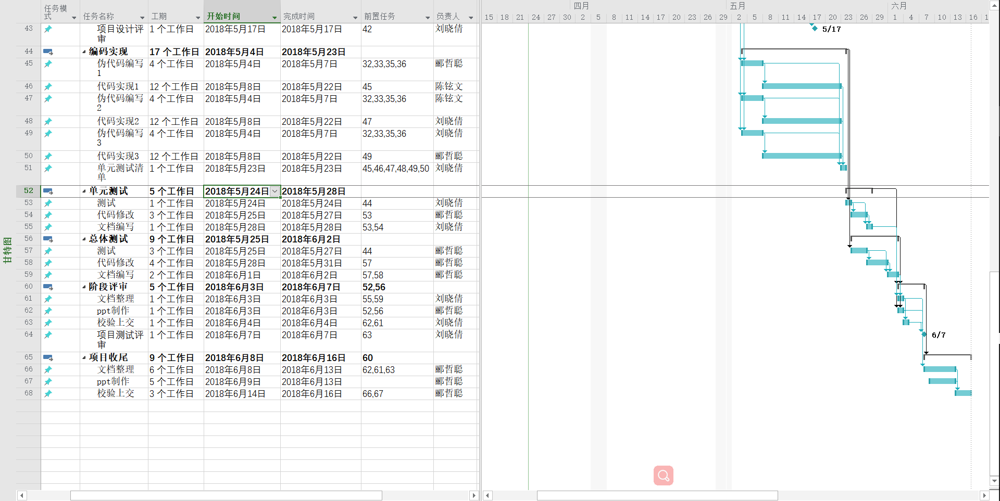 任务模式 任务名称 工期 开始时间 完成时间 前置任务 负责人
43 项目设计评审 1 个工作日 2018年5月17日 2018年5月17日 42 刘晓倩
44 编码实现 17 个工作日 2018年5月4日 2018年5月23日
45 伪代码编写1 4 个工作日 2018年5月4日 2018年5月7日 32,33,35,36 郦哲聪
46 代码实现1 12 个工作日 2018年5月8日 2018年5月22日 45 陈铉文
47 伪代码编写2 4 个工作日 2018年5月4日 2018年5月7日 32,33,35,36 陈铉文
48 代码实现2 12 个工作日 2018年5月8日 2018年5月22日 47 刘晓倩
49 伪代码编写3 4 个工作日 2018年5月4日 2018年5月7日 32,33,35,36 刘晓倩
50 代码实现3 12 个工作日 2018年5月8日 2018年5月22日 49 郦哲聪
51 单元测试清单 1 个工作日 2018年5月23日 2018年5月23日 45,46,47,48,49,50 刘晓倩
52 单元测试 5 个工作日 2018年5月24日 2018年5月28日
53 测试 1 个工作日 2018年5月24日 2018年5月24日 44 刘晓倩
54 代码修改 3 个工作日 2018年5月25日 2018年5月27日 53 郦哲聪
55 文档编写 1 个工作日 2018年5月28日 2018年5月28日 53,54 刘晓倩
56 总体测试 9 个工作日 2018年5月25日 2018年6月2日
57 测试 3 个工作日 2018年5月25日 2018年5月27日 44 郦哲聪
58 代码修改 4 个工作日 2018年5月28日 2018年5月31日 57 郦哲聪
59 文档编写 2 个工作日 2018年6月1日 2018年6月2日 57,58 郦哲聪
60 阶段评审 5 个工作日 2018年6月3日 2018年6月7日 52,56
61 文档整理 1 个工作日 2018年6月3日 2018年6月3日 55,59 刘晓倩
62 ppt制作 1 个工作日 2018年6月3日 2018年6月3日 52,56 郦哲聪
63 校验上交 1 个工作日 2018年6月4日 2018年6月4日 62,61 刘晓倩
64 项目测试评审 1 个工作日 2018年6月7日 2018年6月7日 63 刘晓倩
65 项目收尾 9 个工作日 2018年6月8日 2018年6月16日 60
66 文档整理 6 个工作日 2018年6月8日 2018年6月13日 62,61,63 郦哲聪
67 ppt制作 5 个工作日 2018年6月9日 2018年6月13日 郦哲聪
68 校验上交 3 个工作日 2018年6月14日 2018年6月16日 66,67 郦哲聪
甘特图
四月 五月 六月
15 18 21 24 27 30 2 5 8 11 14 17 20 23 26 29 2 5 8 11 14 17 20 23 26 29 1 4 7 10 13 16 1
5/17
6/7